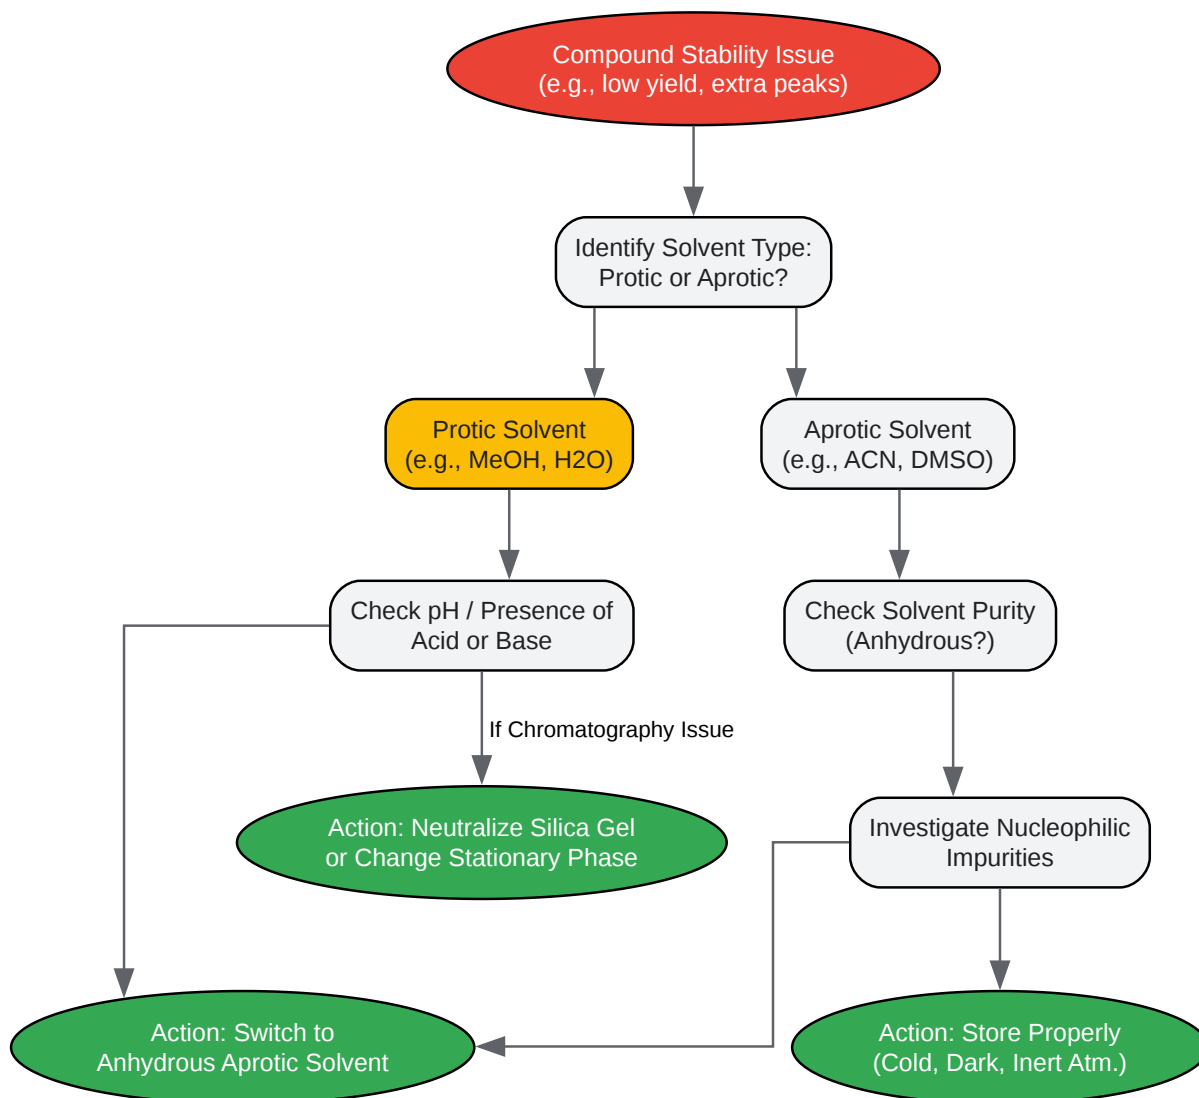 Compound Stability Issue
(e.g., low yield, extra peaks)
Identify Solvent Type:
Protic or Aprotic?
Protic Solvent
(e.g., MeOH, H2O)
Aprotic Solvent
(e.g., ACN, DMSO)
Check pH / Presence of
Acid or Base
Check Solvent Purity
(Anhydrous?)
If Chromatography Issue
Action: Neutralize Silica Gel
or Change Stationary Phase
Investigate Nucleophilic
Impurities
Action: Switch to
Anhydrous Aprotic Solvent
Action: Store Properly
(Cold, Dark, Inert Atm.)